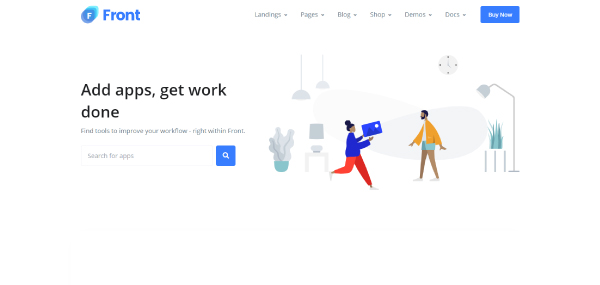 Front
Landings
Pages
Blog
Shop
Demos
Docs
Buy Now
Add apps, get work
done
Find tools to improve your workflow - right within Front.
Search for apps